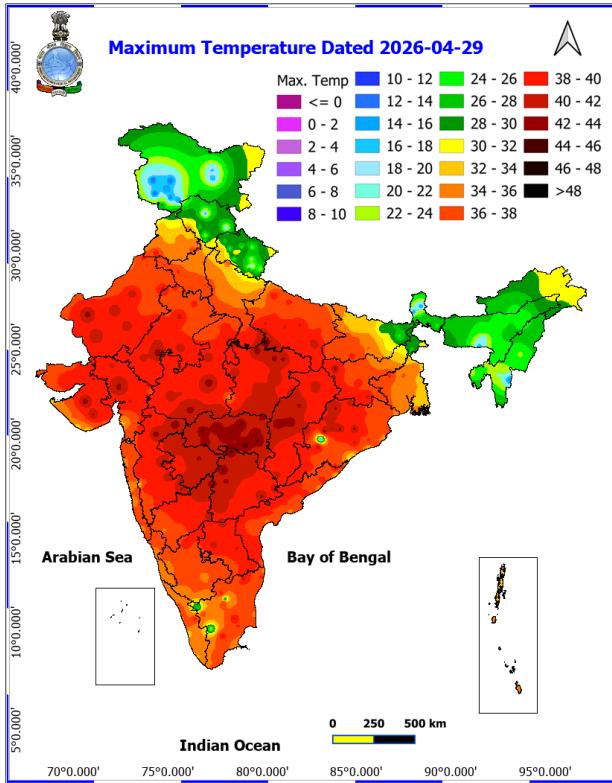 Maximum Temperature Dated 2026-04-29
Max. Temp
<= 0
0 - 2
2 - 4
4 - 6
6 - 8
8 - 10
10 - 12
12 - 14
14 - 16
16 - 18
18 - 20
20 - 22
22 - 24
24 - 26
26 - 28
28 - 30
30 - 32
32 - 34
34 - 36
36 - 38
38 - 40
40 - 42
42 - 44
44 - 46
46 - 48
>48
40°0.000'
35°0.000'
30°0.000'
25°0.000'
20°0.000'
15°0.000'
10°0.000'
5°0.000'
Arabian Sea
Bay of Bengal
Indian Ocean
0 250 500 km
70°0.000' 75°0.000' 80°0.000' 85°0.000' 90°0.000' 95°0.000'